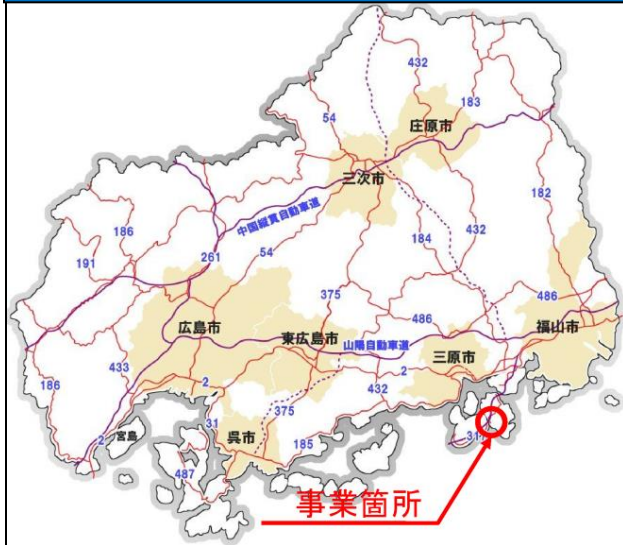 432
54
183
庄原市
三次市
182
中国縦貫自動車道
186
54
184
432
191
261
375
486
486
広島市
東広島市
山陽自動車道
三原市
福山市
433
2
2
186
31
呉市
375
432
宮島
2
185
487
事業箇所